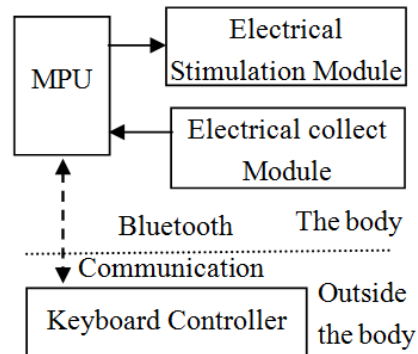 Electrical
Stimulation Module
MPU
Electrical collect
Module
Bluetooth
The body
Communication
Keyboard Controller
Outside
the body